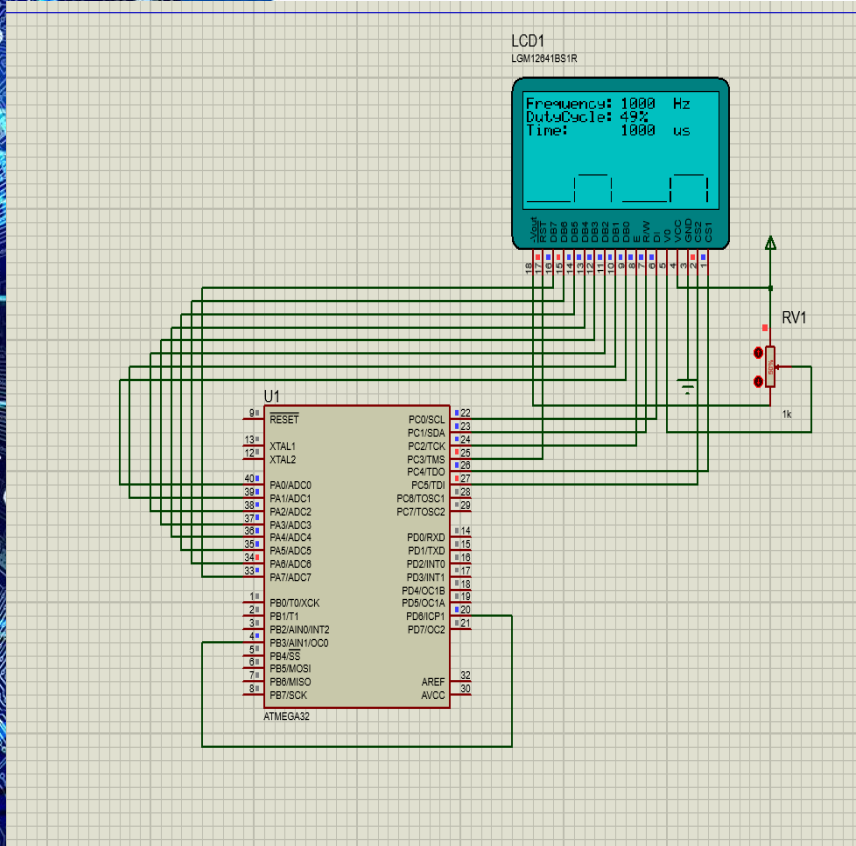 LCD1
LGM12641BS1R
Frequency: 1000 Hz
DutyCycle: 49%
Time: 1000 us
-Vout RST DB7 DB6 DB5 DB4 DB3 DB2 DB1 DB0 E R/W DI V0 VCC GND CS2 CS1
18 17 16 15 14 13 12 11 10 9 8 7 6 5 4 3 2 1
RV1
50%
1k
U1
9 RESET
13 XTAL1
12 XTAL2
40 PA0/ADC0
39 PA1/ADC1
38 PA2/ADC2
37 PA3/ADC3
36 PA4/ADC4
35 PA5/ADC5
34 PA6/ADC6
33 PA7/ADC7
1 PB0/T0/XCK
2 PB1/T1
3 PB2/AIN0/INT2
4 PB3/AIN1/OC0
5 PB4/SS
6 PB5/MOSI
7 PB6/MISO
8 PB7/SCK
PC0/SCL 22
PC1/SDA 23
PC2/TCK 24
PC3/TMS 25
PC4/TDO 26
PC5/TDI 27
PC6/TOSC1 28
PC7/TOSC2 29
PD0/RXD 14
PD1/TXD 15
PD2/INT0 16
PD3/INT1 17
PD4/OC1B 18
PD5/OC1A 19
PD6/ICP1 20
PD7/OC2 21
AREF 32
AVCC 30
ATMEGA32